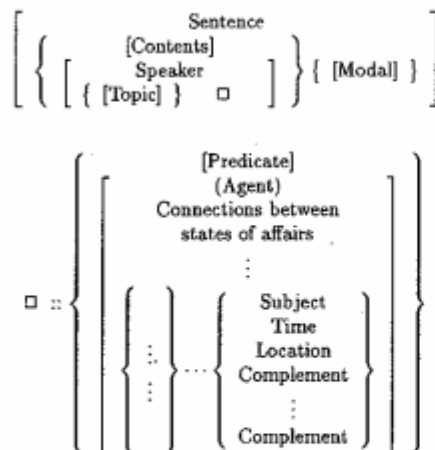 Sentence
[Contents]
Speaker
{ [Topic] } □
{ [Modal] }
[Predicate]
(Agent)
Connections between
states of affairs
⋮
□ ::
⋮ ... Subject
Time
Location
⋮ Complement
⋮
Complement